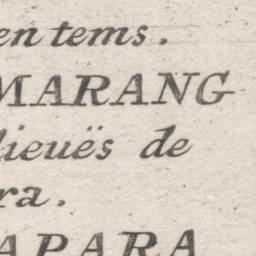 en tems.
MARANG
lieuës de
ra.
APARA